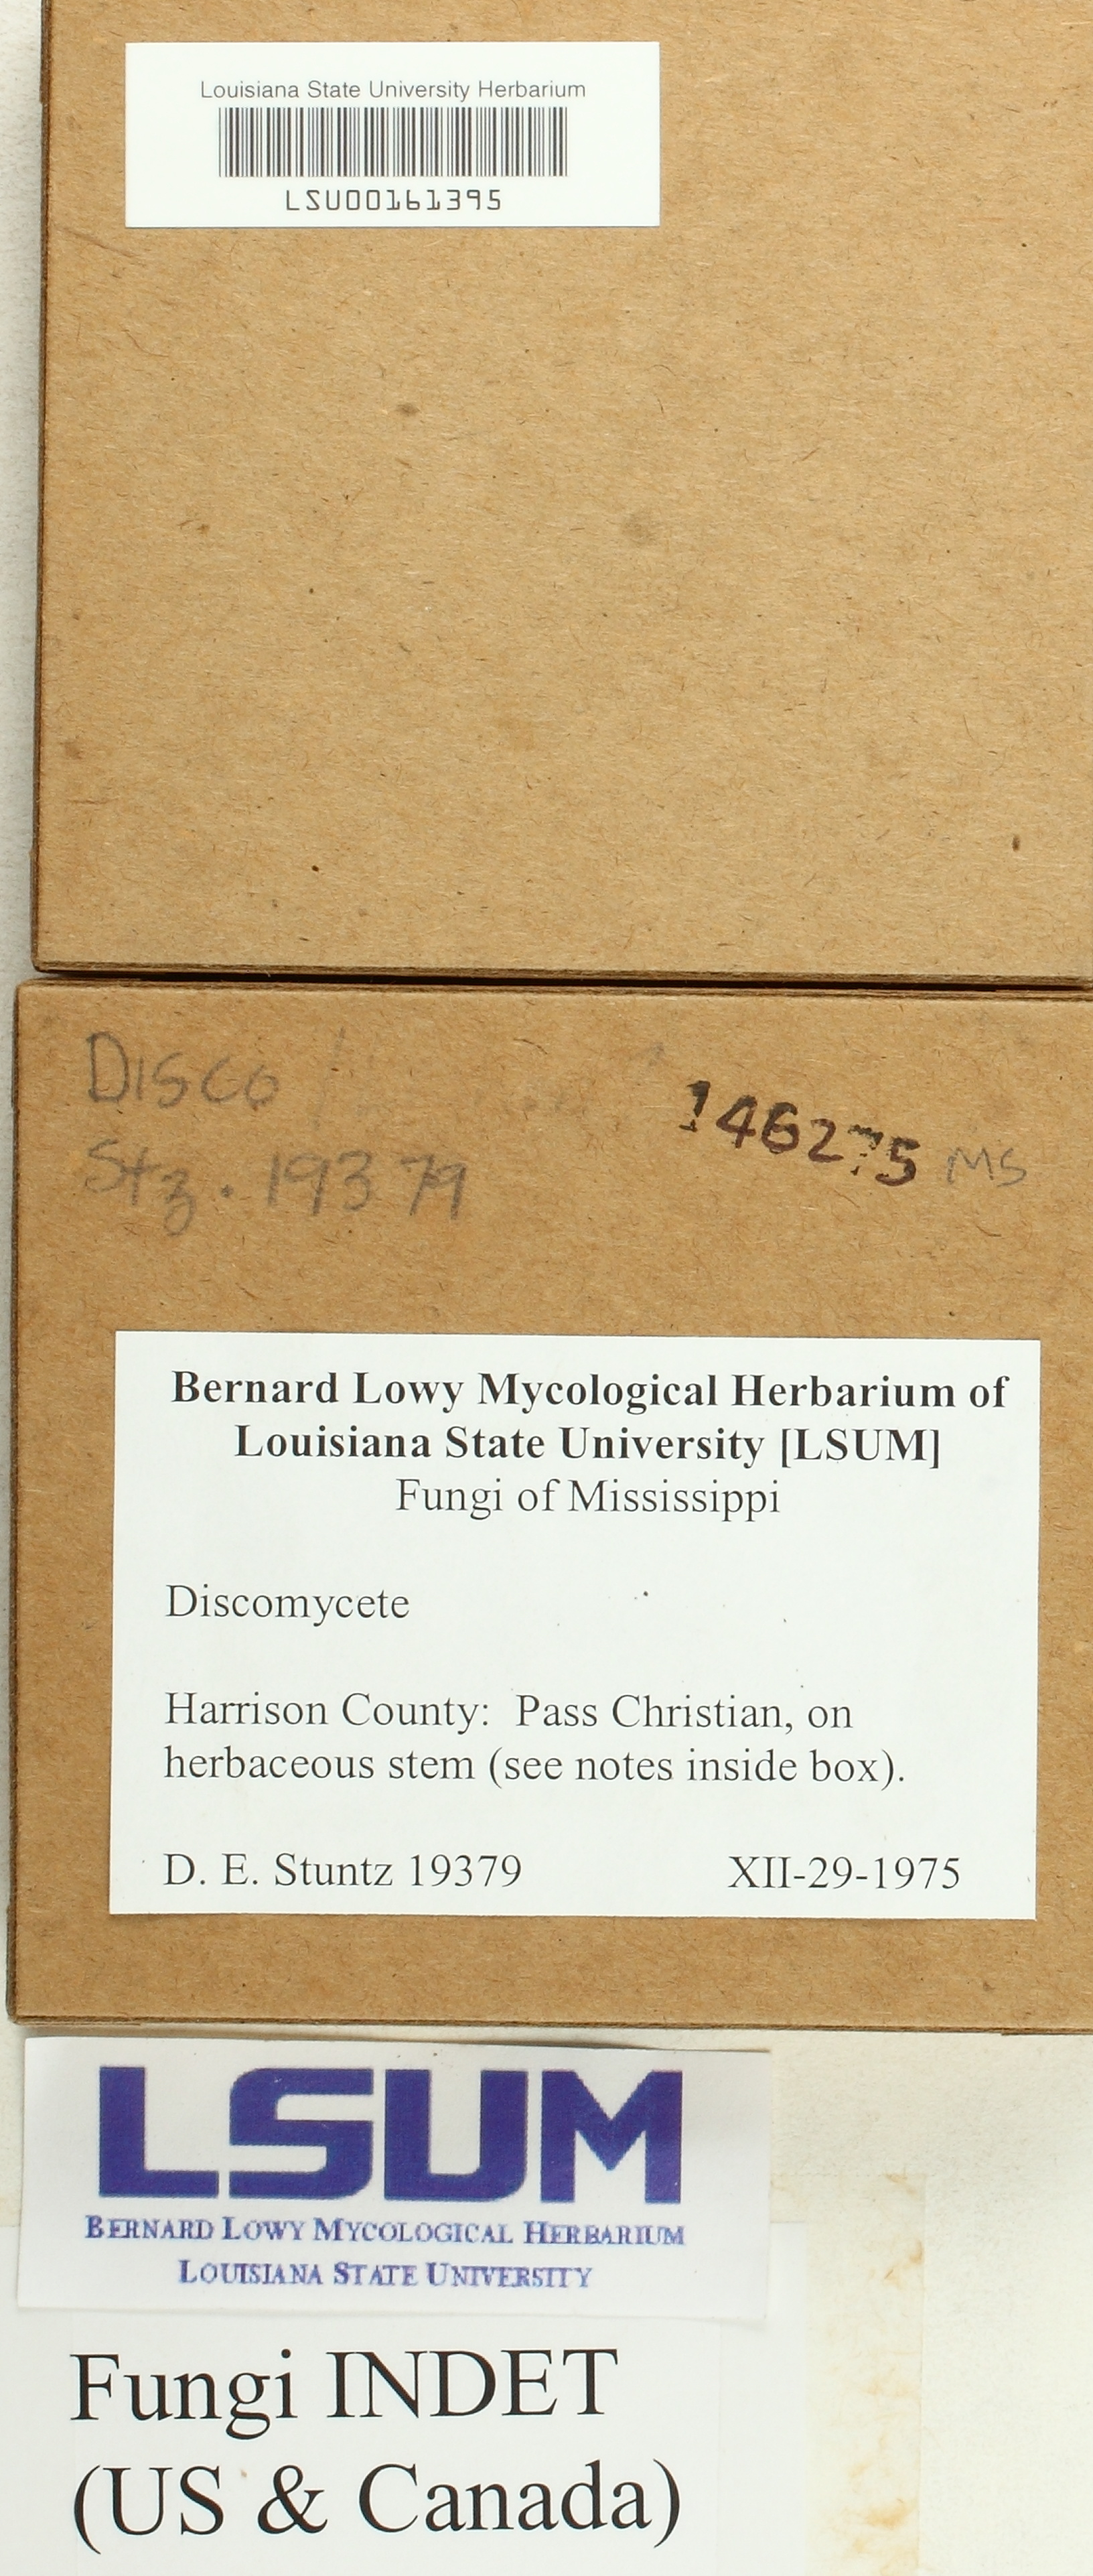 Louisiana State University Herbarium
LSU00161395
Disco
146275 MS
Stz. 19379
Bernard Lowy Mycological Herbarium of
Louisiana State University [LSUM]
Fungi of Mississippi
Discomycete
Harrison County:  Pass Christian, on
herbaceous stem (see notes inside box).
D. E. Stuntz 19379 XII-29-1975
LSUM
BERNARD LOWY MYCOLOGICAL HERBARIUM
LOUISIANA STATE UNIVERSITY
Fungi INDET
(US & Canada)